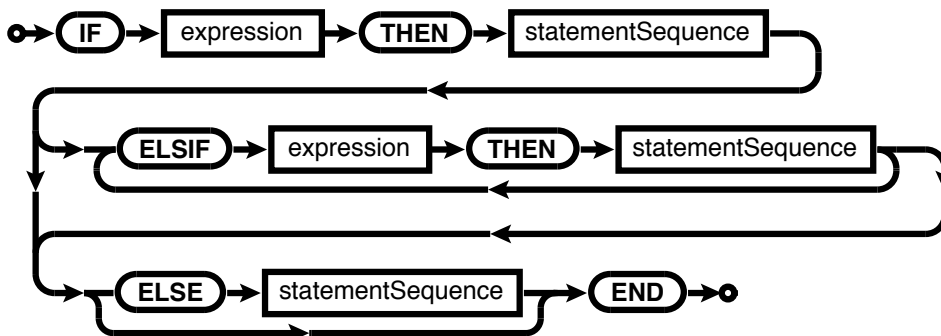 IF expression THEN statementSequence
ELSIF expression THEN statementSequence
ELSE statementSequence END